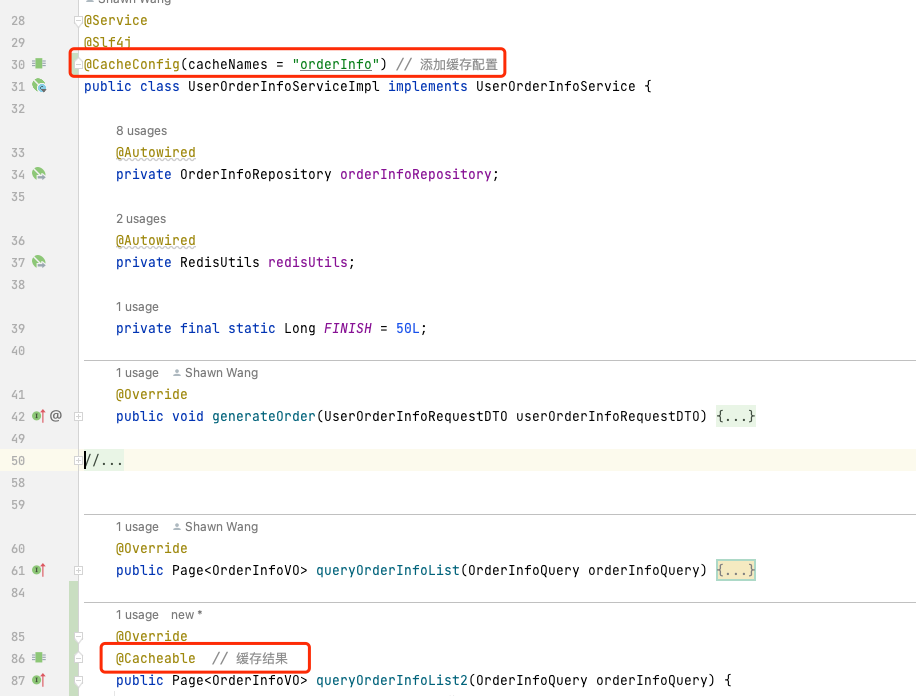 Shawn Wang
28 @Service
29 @Slf4j
30 @CacheConfig(cacheNames = "orderInfo") // 添加缓存配置
31 public class UserOrderInfoServiceImpl implements UserOrderInfoService {
32
8 usages
33 @Autowired
34 private OrderInfoRepository orderInfoRepository;
35
2 usages
36 @Autowired
37 private RedisUtils redisUtils;
38
1 usage
39 private final static Long FINISH = 50L;
40
1 usage Shawn Wang
41 @Override
42 @ public void generateOrder(UserOrderInfoRequestDTO userOrderInfoRequestDTO) {...}
49
50 //...
58
59
1 usage Shawn Wang
60 @Override
61 public Page<OrderInfoVO> queryOrderInfoList(OrderInfoQuery orderInfoQuery) {...}
84
1 usage new *
85 @Override
86 @Cacheable // 缓存结果
87 public Page<OrderInfoVO> queryOrderInfoList2(OrderInfoQuery orderInfoQuery) {